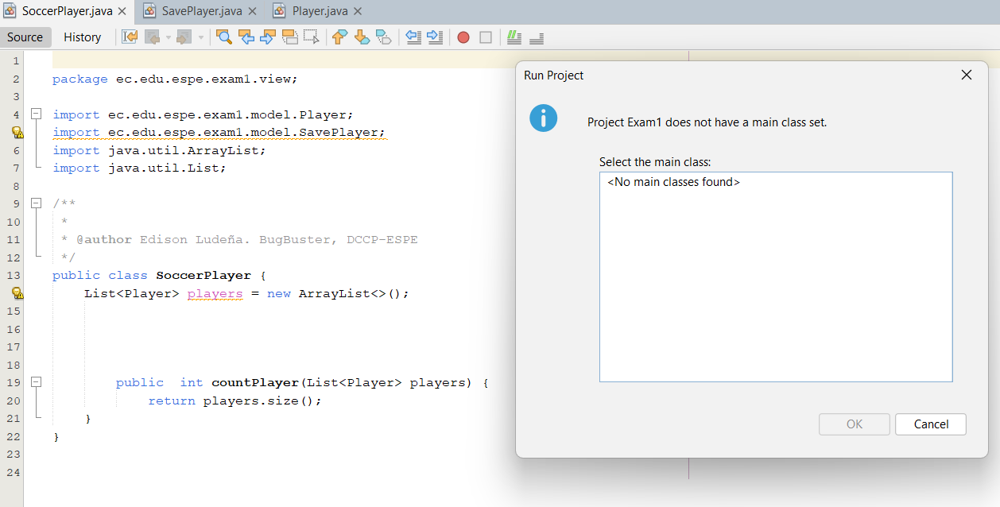 SoccerPlayer.java SavePlayer.java Player.java
Source History
1
2 package ec.edu.espe.exam1.view;
3
4 import ec.edu.espe.exam1.model.Player;
import ec.edu.espe.exam1.model.SavePlayer;
6 import java.util.ArrayList;
7 import java.util.List;
8
9 /**
10 *
11 * @author Edison Ludeña. BugBuster, DCCP-ESPE
12 */
13 public class SoccerPlayer {
List<Player> players = new ArrayList<>();
15
16
17
18
19 public int countPlayer(List<Player> players) {
20 return players.size();
21 }
22 }
23
24
Run Project
Project Exam1 does not have a main class set.
Select the main class:
<No main classes found>
OK Cancel